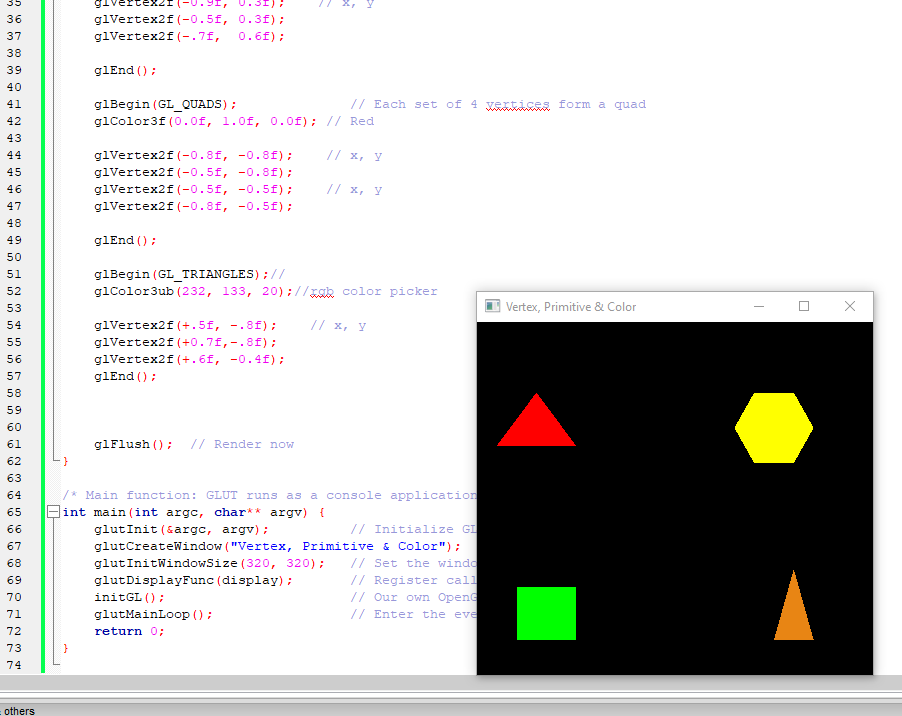 35 glVertex2f(-0.9f, 0.3f); // x, y
36 glVertex2f(-0.5f, 0.3f);
37 glVertex2f(-.7f, 0.6f);
38
39 glEnd();
40
41 glBegin(GL_QUADS); // Each set of 4 vertices form a quad
42 glColor3f(0.0f, 1.0f, 0.0f); // Red
43
44 glVertex2f(-0.8f, -0.8f); // x, y
45 glVertex2f(-0.5f, -0.8f);
46 glVertex2f(-0.5f, -0.5f); // x, y
47 glVertex2f(-0.8f, -0.5f);
48
49 glEnd();
50
51 glBegin(GL_TRIANGLES);//
52 glColor3ub(232, 133, 20);//rgb color picker
53
54 glVertex2f(+.5f, -.8f); // x, y
55 glVertex2f(+0.7f,-.8f);
56 glVertex2f(+.6f, -0.4f);
57 glEnd();
58
59
60
61 glFlush(); // Render now
62 }
63
64 /* Main function: GLUT runs as a console application
65 int main(int argc, char** argv) {
66 glutInit(&argc, argv); // Initialize GL
67 glutCreateWindow("Vertex, Primitive & Color");
68 glutInitWindowSize(320, 320); // Set the windo
69 glutDisplayFunc(display); // Register call
70 initGL(); // Our own OpenG
71 glutMainLoop(); // Enter the eve
72 return 0;
73 }
74
Vertex, Primitive & Color
& others